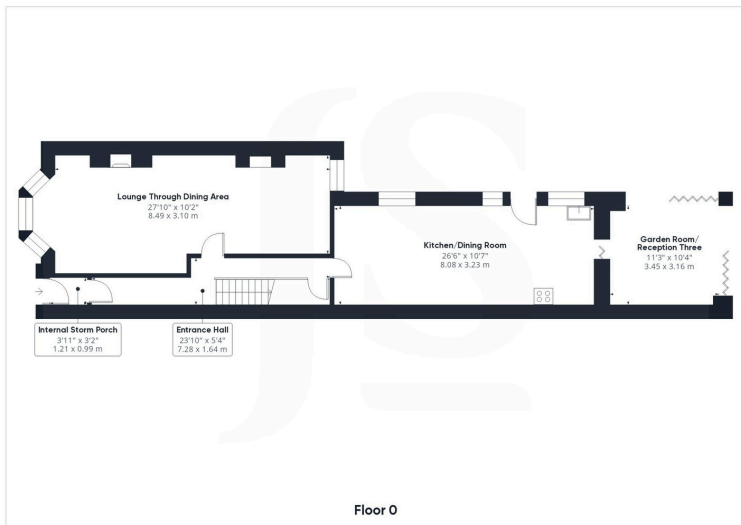 Lounge Through Dining Area
27'10" x 10'2"
8.49 x 3.10 m
Kitchen/Dining Room
26'6" x 10'7"
8.08 x 3.23 m
Garden Room/
Reception Three
11'3" x 10'4"
3.45 x 3.16 m
Internal Storm Porch
3'11" x 3'2"
1.21 x 0.99 m
Entrance Hall
23'10" x 5'4"
7.28 x 1.64 m
JS
Floor 0